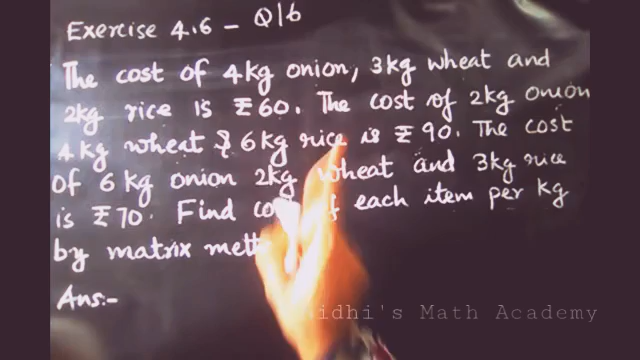 Exercise 4.6 - Q16
The cost of 4kg onion, 3kg wheat and
2kg rice is ₹60. The cost of 2kg onion
4kg wheat & 6kg rice is ₹90. The cost
of 6kg onion 2kg wheat and 3kg rice
is ₹70. Find of each item per kg
by matrix
Ans:-
idhi's Math Academy